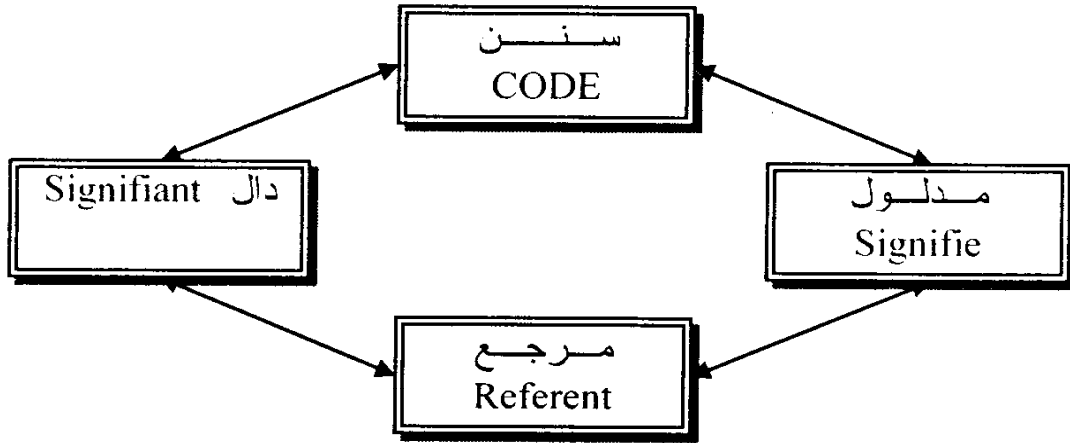 سنن
CODE
Signifiant دال
مدلول
Signifie
مرجع
Referent